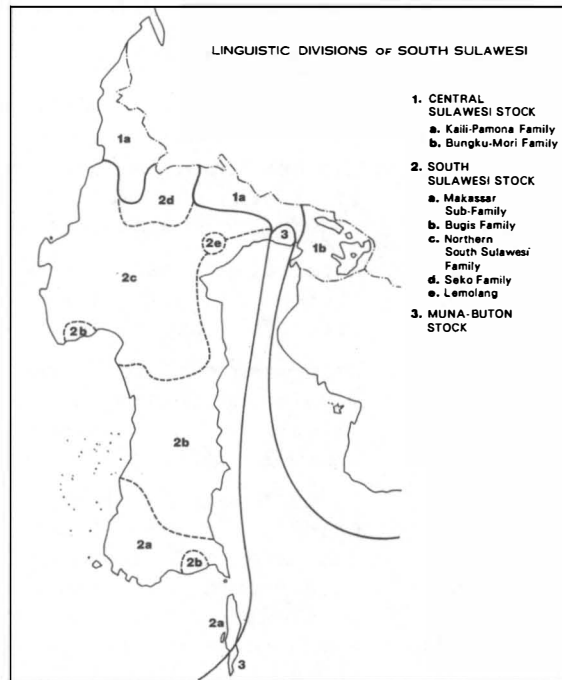 LINGUISTIC DIVISIONS OF SOUTH SULAWESI
1. CENTRAL
SULAWESI STOCK
a. Kaili-Pamona Family
b. Bungku-Mori Family
2. SOUTH
SULAWESI STOCK
a. Makassar
Sub-Family
b. Bugis Family
c. Northern
South Sulawesi
Family
d. Seko Family
e. Lemolang
3. MUNA-BUTON
STOCK
1a
2d
1a
3
2e
1b
2c
2b
2b
2a
2b
2a
3